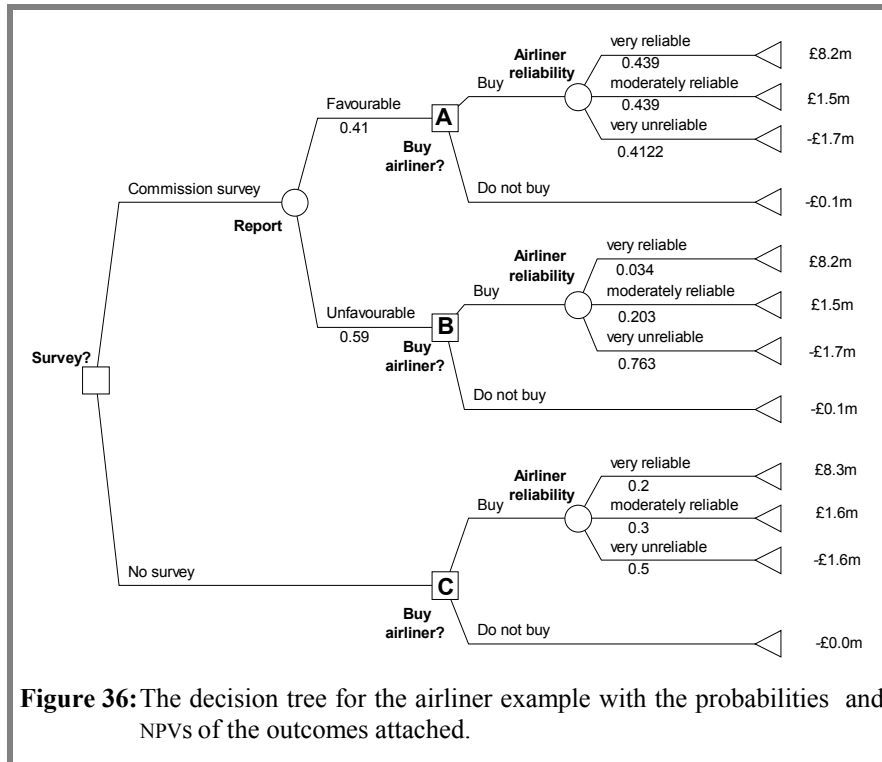 Airliner
reliability
very reliable
0.439
£8.2m
Buy
moderately reliable
0.439
£1.5m
Favourable
0.41
A
very unreliable
0.4122
-£1.7m
Buy
airliner?
Do not buy
-£0.1m
Commission survey
Report
Airliner
reliability
very reliable
0.034
£8.2m
Buy
moderately reliable
0.203
£1.5m
Unfavourable
0.59
B
very unreliable
0.763
-£1.7m
Buy
airliner?
Survey?
Do not buy
-£0.1m
Airliner
reliability
very reliable
0.2
£8.3m
Buy
moderately reliable
0.3
£1.6m
very unreliable
0.5
-£1.6m
No survey
C
Buy
airliner?
Do not buy
-£0.0m
Figure 36: The decision tree for the airliner example with the probabilities and
NPVs of the outcomes attached.